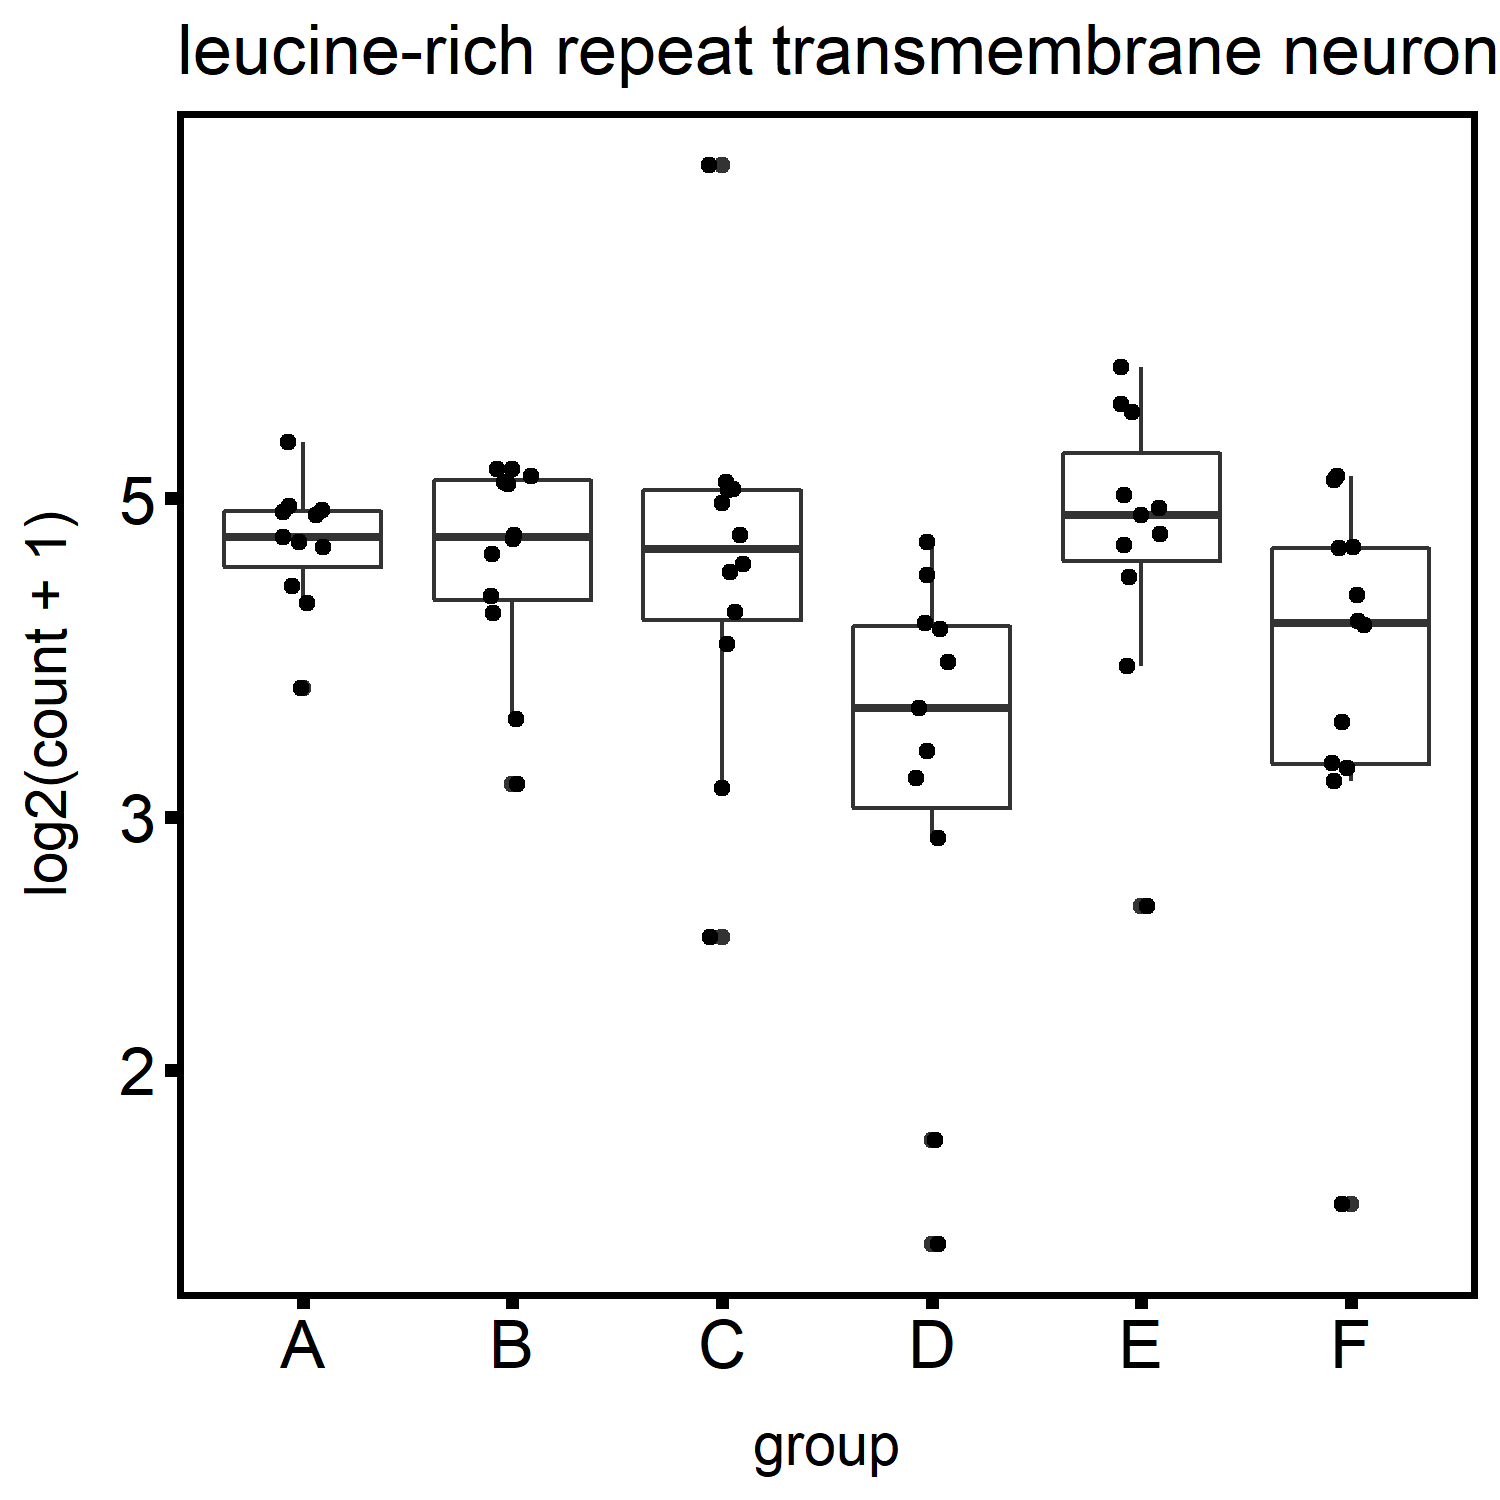 leucine-rich repeat transmembrane neuron
log2(count + 1)
5
3
2
A B C D E F
group